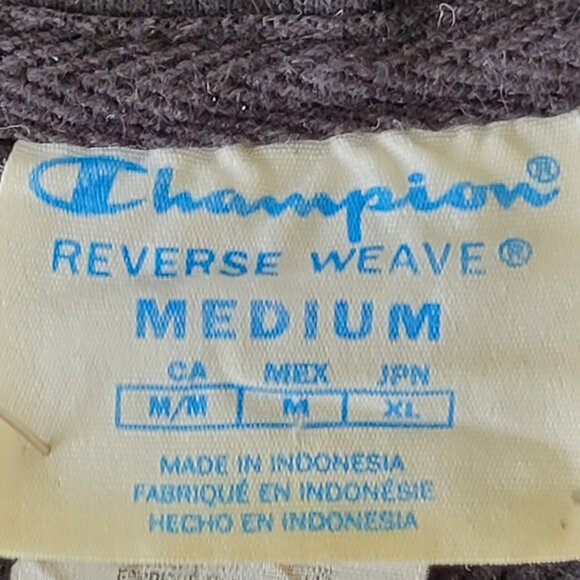 Champion®
REVERSE WEAVE®
MEDIUM
CA MEX JPN
M/M M XL
MADE IN INDONESIA
FABRIQUÉ EN INDONÉSIE
HECHO EN INDONESIA